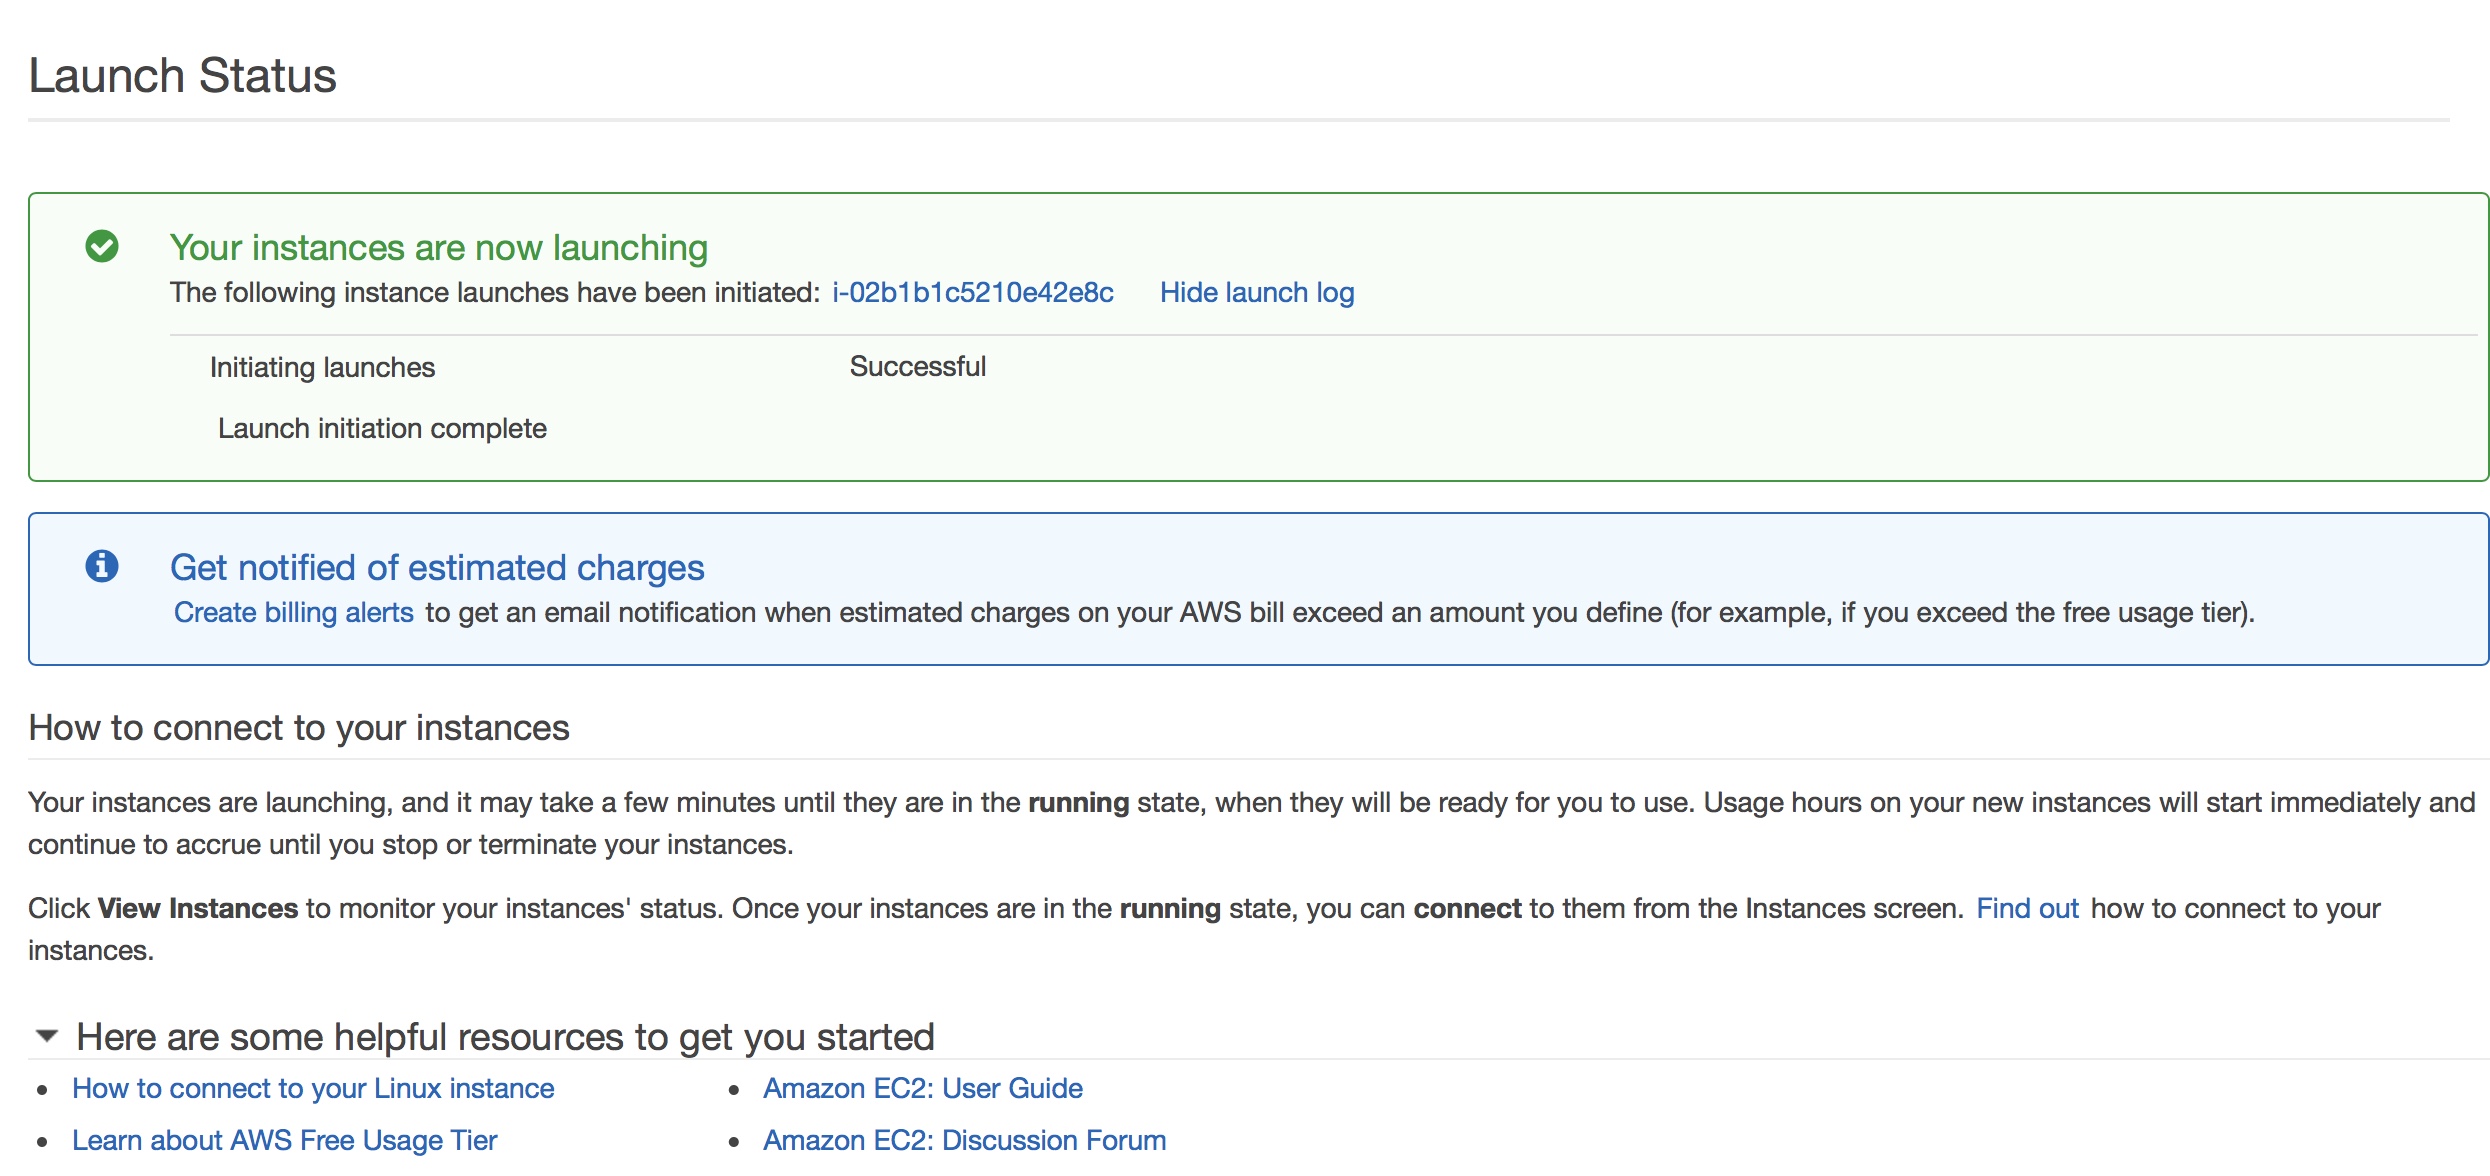 Launch Status
Your instances are now launching
The following instance launches have been initiated: i-02b1b1c5210e42e8c Hide launch log
Initiating launches Successful
Launch initiation complete
Get notified of estimated charges
Create billing alerts to get an email notification when estimated charges on your AWS bill exceed an amount you define (for example, if you exceed the free usage tier).
How to connect to your instances
Your instances are launching, and it may take a few minutes until they are in the running state, when they will be ready for you to use. Usage hours on your new instances will start immediately and
continue to accrue until you stop or terminate your instances.
Click View Instances to monitor your instances' status. Once your instances are in the running state, you can connect to them from the Instances screen. Find out how to connect to your
instances.
Here are some helpful resources to get you started
• How to connect to your Linux instance • Amazon EC2: User Guide
• Learn about AWS Free Usage Tier • Amazon EC2: Discussion Forum